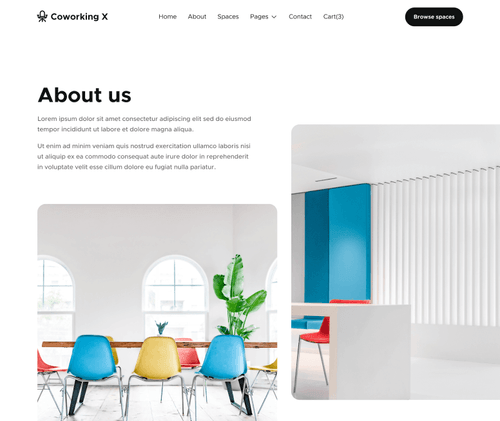 Coworking X
Home About Spaces Pages Contact Cart(3)
Browse spaces
About us
Lorem ipsum dolor sit amet consectetur adipiscing elit sed do eiusmod
tempor incididunt ut labore et dolore magna aliqua.
Ut enim ad minim veniam quis nostrud exercitation ullamco laboris nisi
ut aliquip ex ea commodo consequat aute irure dolor in reprehenderit
in voluptate velit esse cillum dolore eu fugiat nulla pariatur.